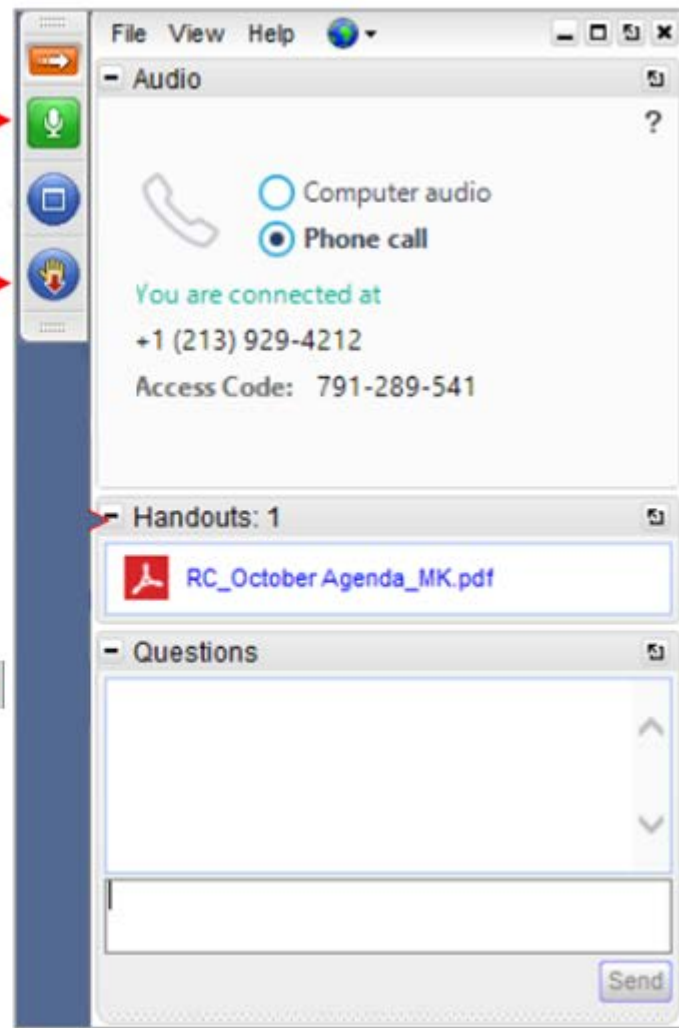 File View Help
Audio
?
Computer audio
Phone call
You are connected at
+1 (213) 929-4212
Access Code: 791-289-541
Handouts: 1
RC_October Agenda_MK.pdf
Questions
Send